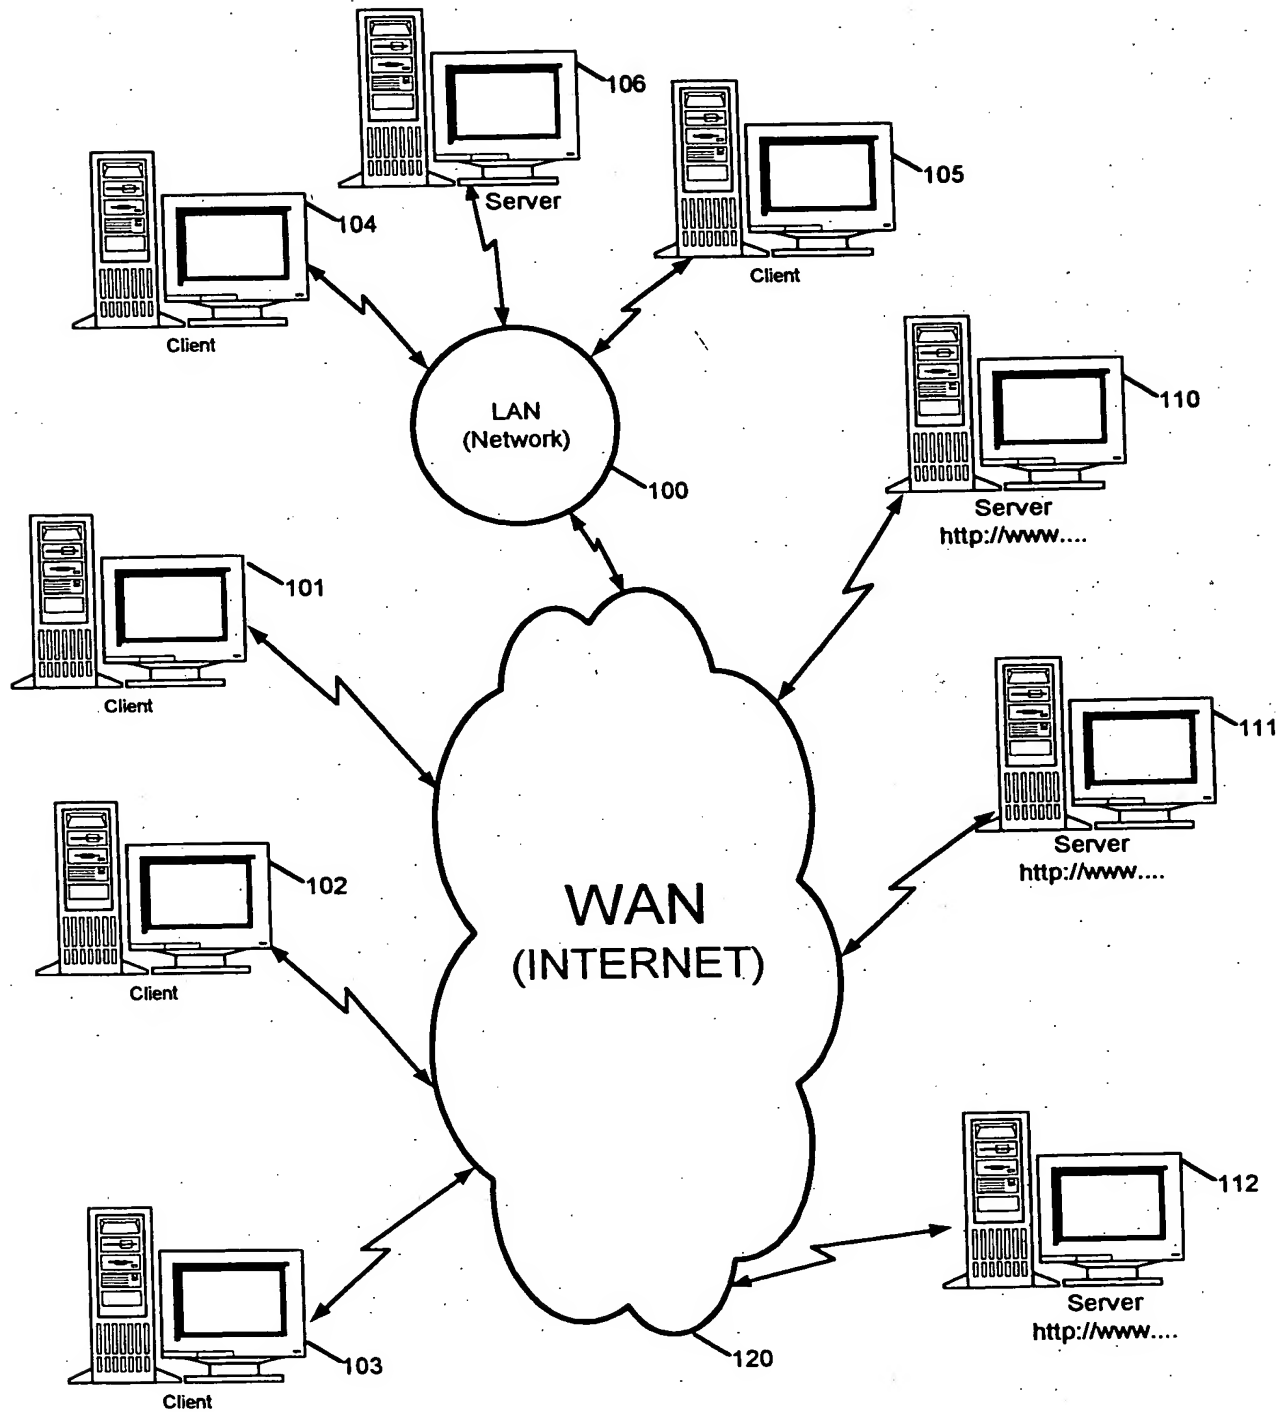 106
Server
105
Client
104
Client
LAN
(Network)
100
110
Server
http://www....
101
Client
111
Server
http://www....
102
Client
WAN
(INTERNET)
112
Server
http://www....
103
Client
120